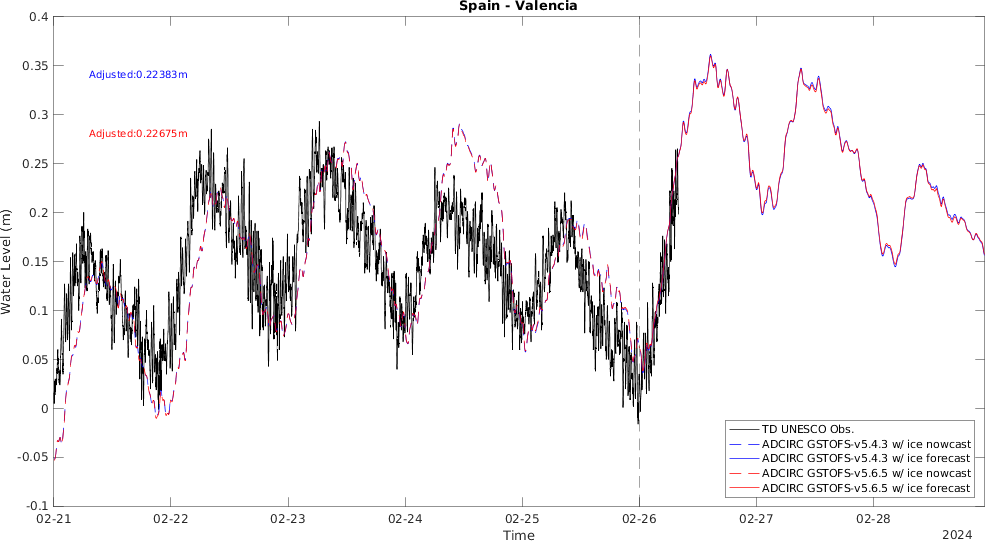 Spain - Valencia
0.4
0.35
0.3
0.25
0.2
0.15
0.1
0.05
0
-0.05
-0.1
Water Level (m)
Adjusted:0.22383m
Adjusted:0.22675m
TD UNESCO Obs.
ADCIRC GSTOFS-v5.4.3 w/ ice nowcast
ADCIRC GSTOFS-v5.4.3 w/ ice forecast
ADCIRC GSTOFS-v5.6.5 w/ ice nowcast
ADCIRC GSTOFS-v5.6.5 w/ ice forecast
02-21 02-22 02-23 02-24 02-25 02-26 02-27 02-28
Time
2024